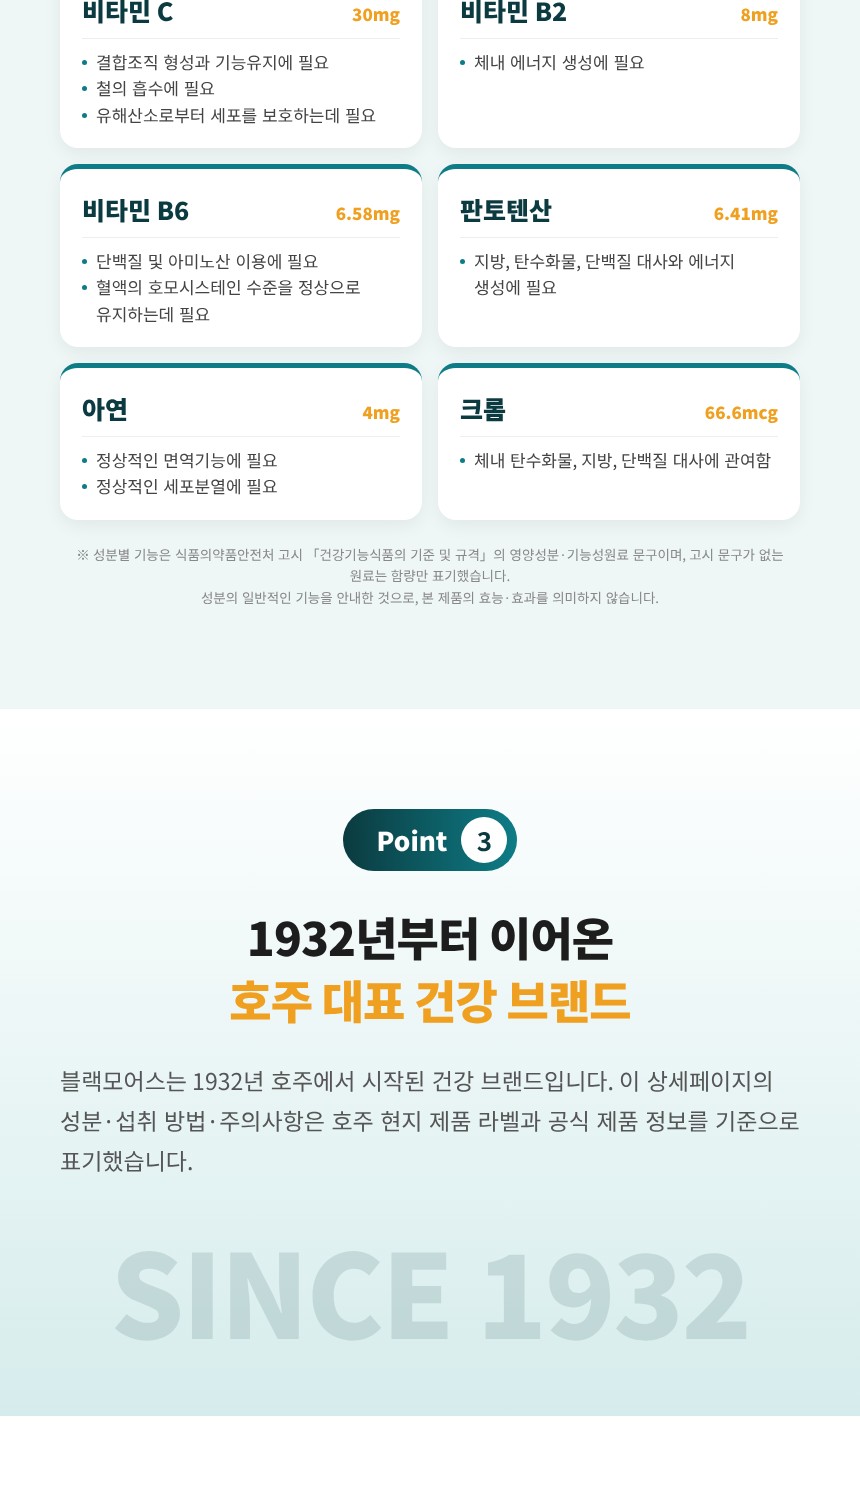 비타민 C 30mg
결합조직 형성과 기능유지에 필요
철의 흡수에 필요
유해산소로부터 세포를 보호하는데 필요
비타민 B2 8mg
체내 에너지 생성에 필요
비타민 B6 6.58mg
단백질 및 아미노산 이용에 필요
혈액의 호모시스테인 수준을 정상으로
유지하는데 필요
판토텐산 6.41mg
지방, 탄수화물, 단백질 대사와 에너지
생성에 필요
아연 4mg
정상적인 면역기능에 필요
정상적인 세포분열에 필요
크롬 66.6mcg
체내 탄수화물, 지방, 단백질 대사에 관여함
※ 성분별 기능은 식품의약품안전처 고시 「건강기능식품의 기준 및 규격」의 영양성분·기능성원료 문구이며, 고시 문구가 없는
원료는 함량만 표기했습니다.
성분의 일반적인 기능을 안내한 것으로, 본 제품의 효능·효과를 의미하지 않습니다.
Point 3
1932년부터 이어온
호주 대표 건강 브랜드
블랙모어스는 1932년 호주에서 시작된 건강 브랜드입니다. 이 상세페이지의
성분·섭취 방법·주의사항은 호주 현지 제품 라벨과 공식 제품 정보를 기준으로
표기했습니다.
SINCE 1932